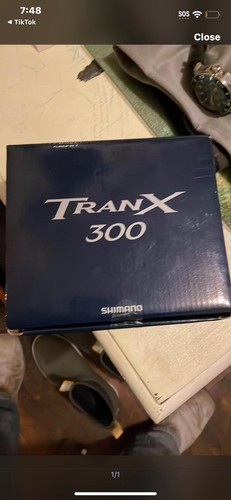 7:48
SOS
◀ TikTok
Close
TRANX
300
SHIMANO
1/1